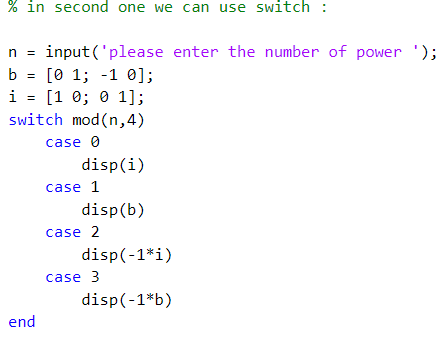 % in second one we can use switch :
n = input('please enter the number of power ');
b = [0 1; -1 0];
i = [1 0; 0 1];
switch mod(n,4)
    case 0
        disp(i)
    case 1
        disp(b)
    case 2
        disp(-1*i)
    case 3
        disp(-1*b)
end